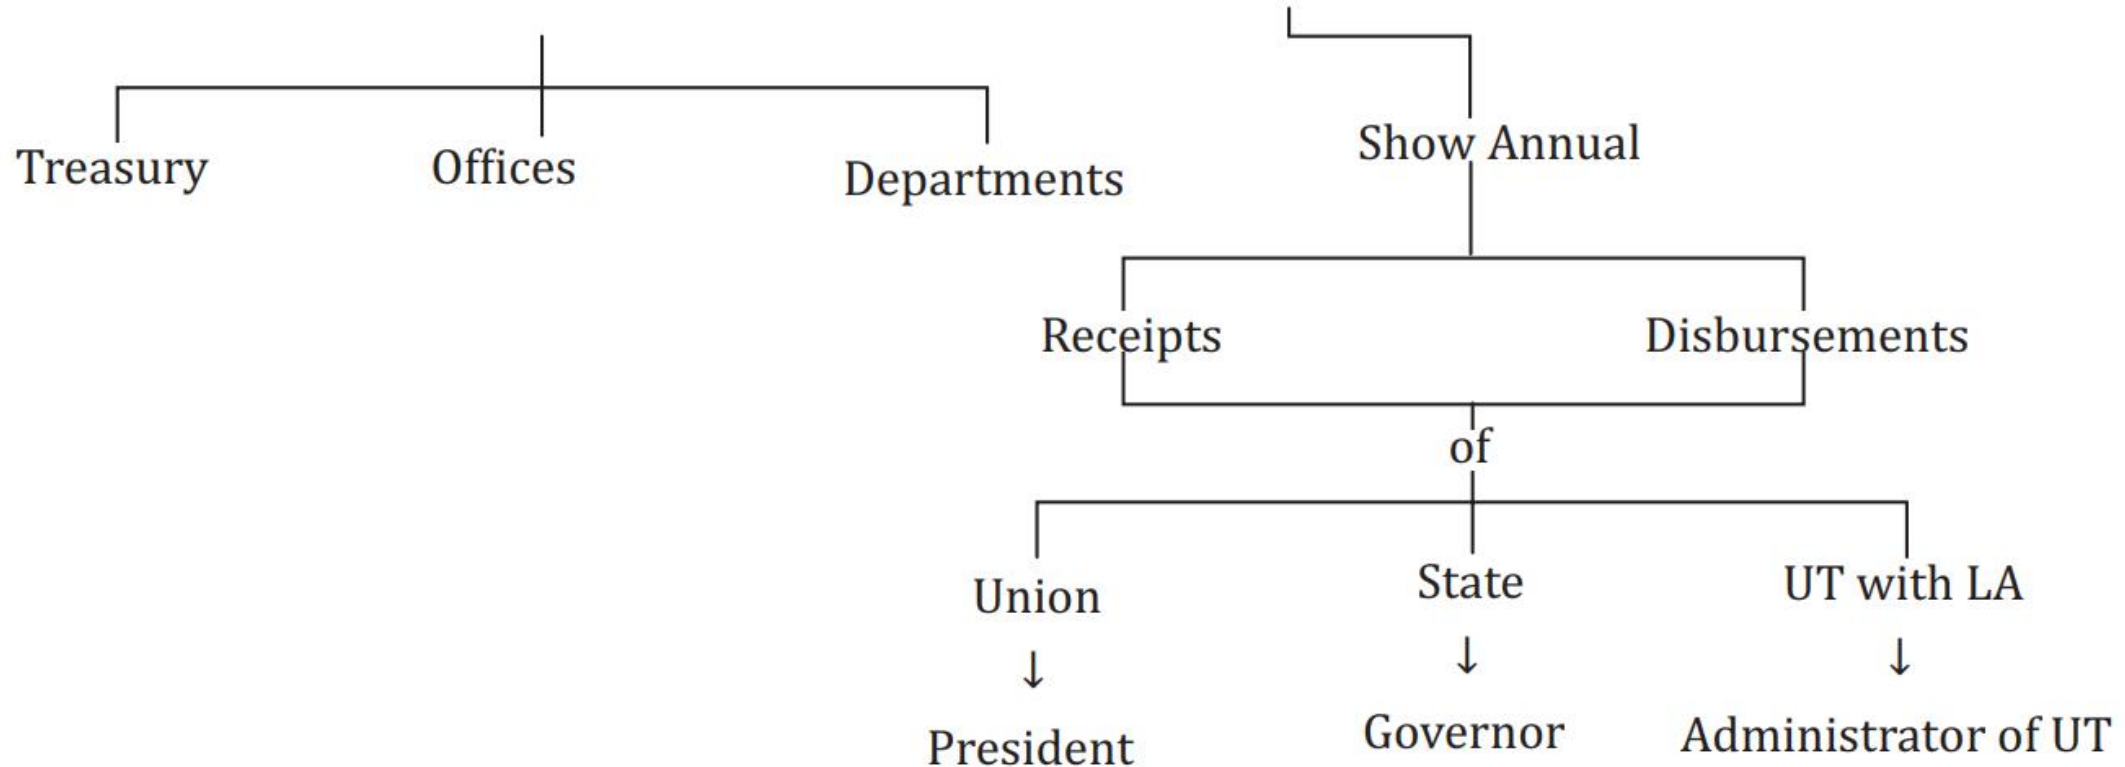 Treasury Offices Departments
Show Annual
Receipts Disbursements
of
Union State UT with LA
↓ ↓ ↓
President Governor Administrator of UT